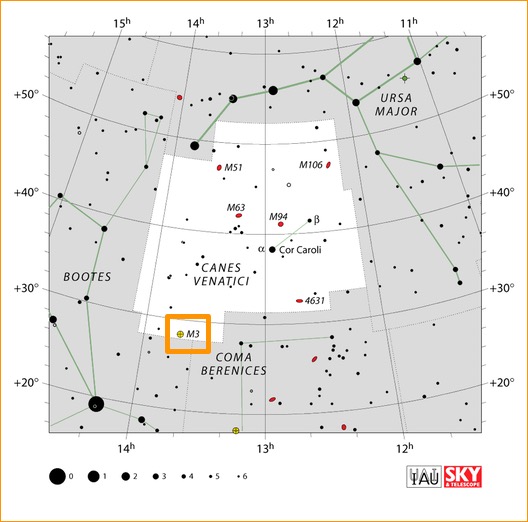 15h 14h 13h 12h 11h
+50° +50°
URSA
MAJOR
M51 M106
+40° +40°
M63 M94 β
α Cor Caroli
BOOTES
CANES
VENATICI
+30° +30°
4631
M3
COMA
BERENICES
+20° +20°
14h 13h 12h
0 1 2 3 4 5 6
IAU SKY
& TELESCOPE